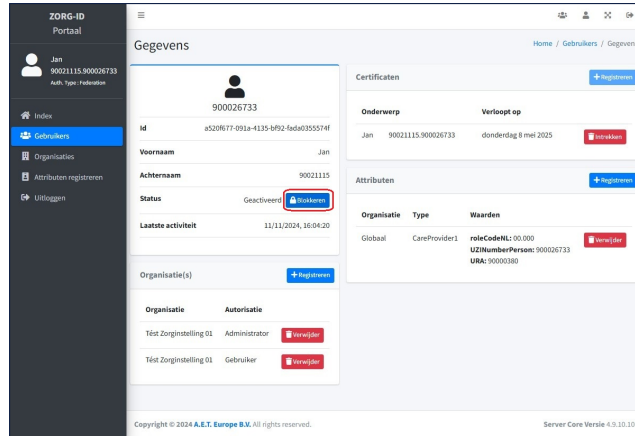 ZORG-ID
Portaal
Jan
90021115.900026733
Auth. Type : Federation
Index
Gebruikers
Organisaties
Attributen registreren
Uitloggen
Gegevens
Home / Gebruikers / Gegeven
900026733
Id a520f677-091a-4135-bf92-fada0355574f
Voornaam Jan
Achternaam 90021115
Status Geactiveerd Blokkeren
Laatste activiteit 11/11/2024, 16:04:20
Organisatie(s) + Registreren
Organisatie Autorisatie
Tést Zorginstelling 01 Administrator Verwijder
Tést Zorginstelling 01 Gebruiker Verwijder
Certificaten + Registreren
Onderwerp Verloopt op
Jan 90021115.900026733 donderdag 8 mei 2025 Intrekken
Attributen + Registreren
Organisatie Type Waarden
Globaal CareProvider1 roleCodeNL: 00.000 Verwijder
UZINumberPerson: 900026733
URA: 90000380
Copyright © 2024 A.E.T. Europe B.V. All rights reserved.
Server Core Versie 4.9.10.10